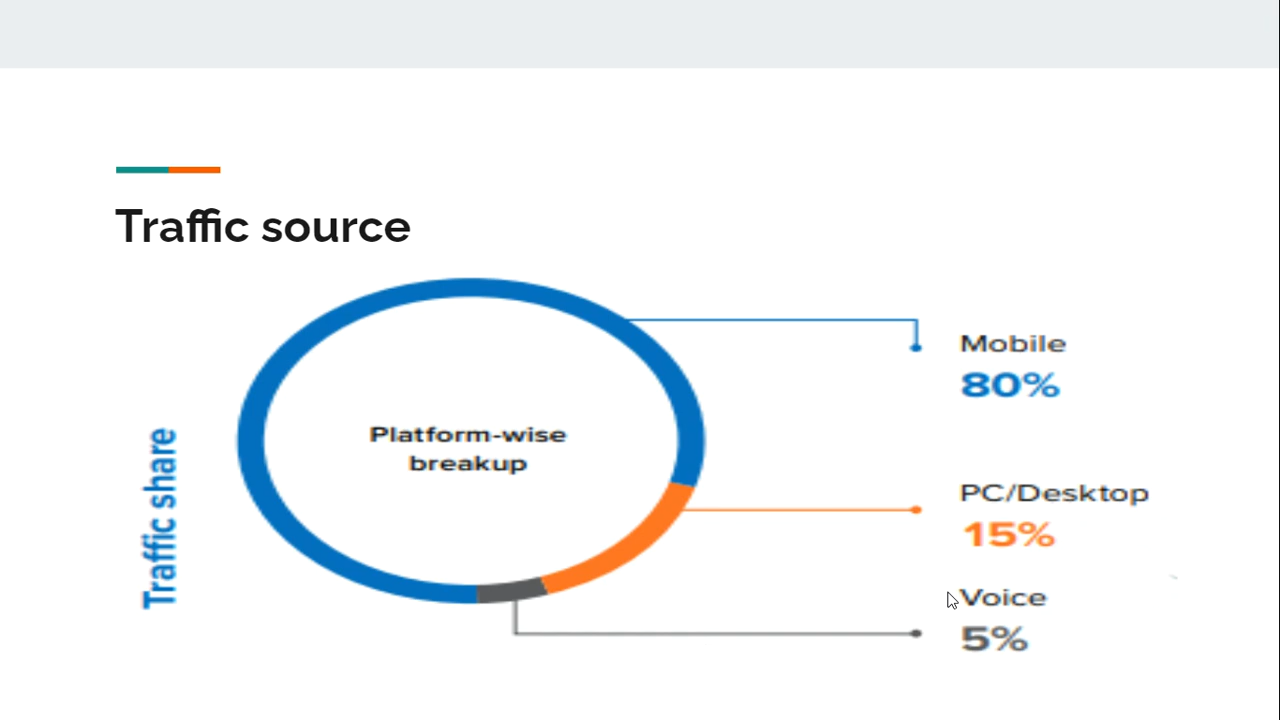 Traffic source
Traffic share
Platform-wise
breakup
Mobile
80%
PC/Desktop
15%
Voice
5%